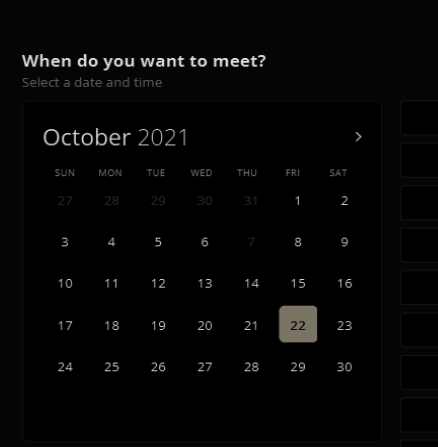 When do you want to meet?
Select a date and time
October 2021 >
SUN MON TUE WED THU FRI SAT
27 28 29 30 31 1 2
3 4 5 6 7 8 9
10 11 12 13 14 15 16
17 18 19 20 21 22 23
24 25 26 27 28 29 30